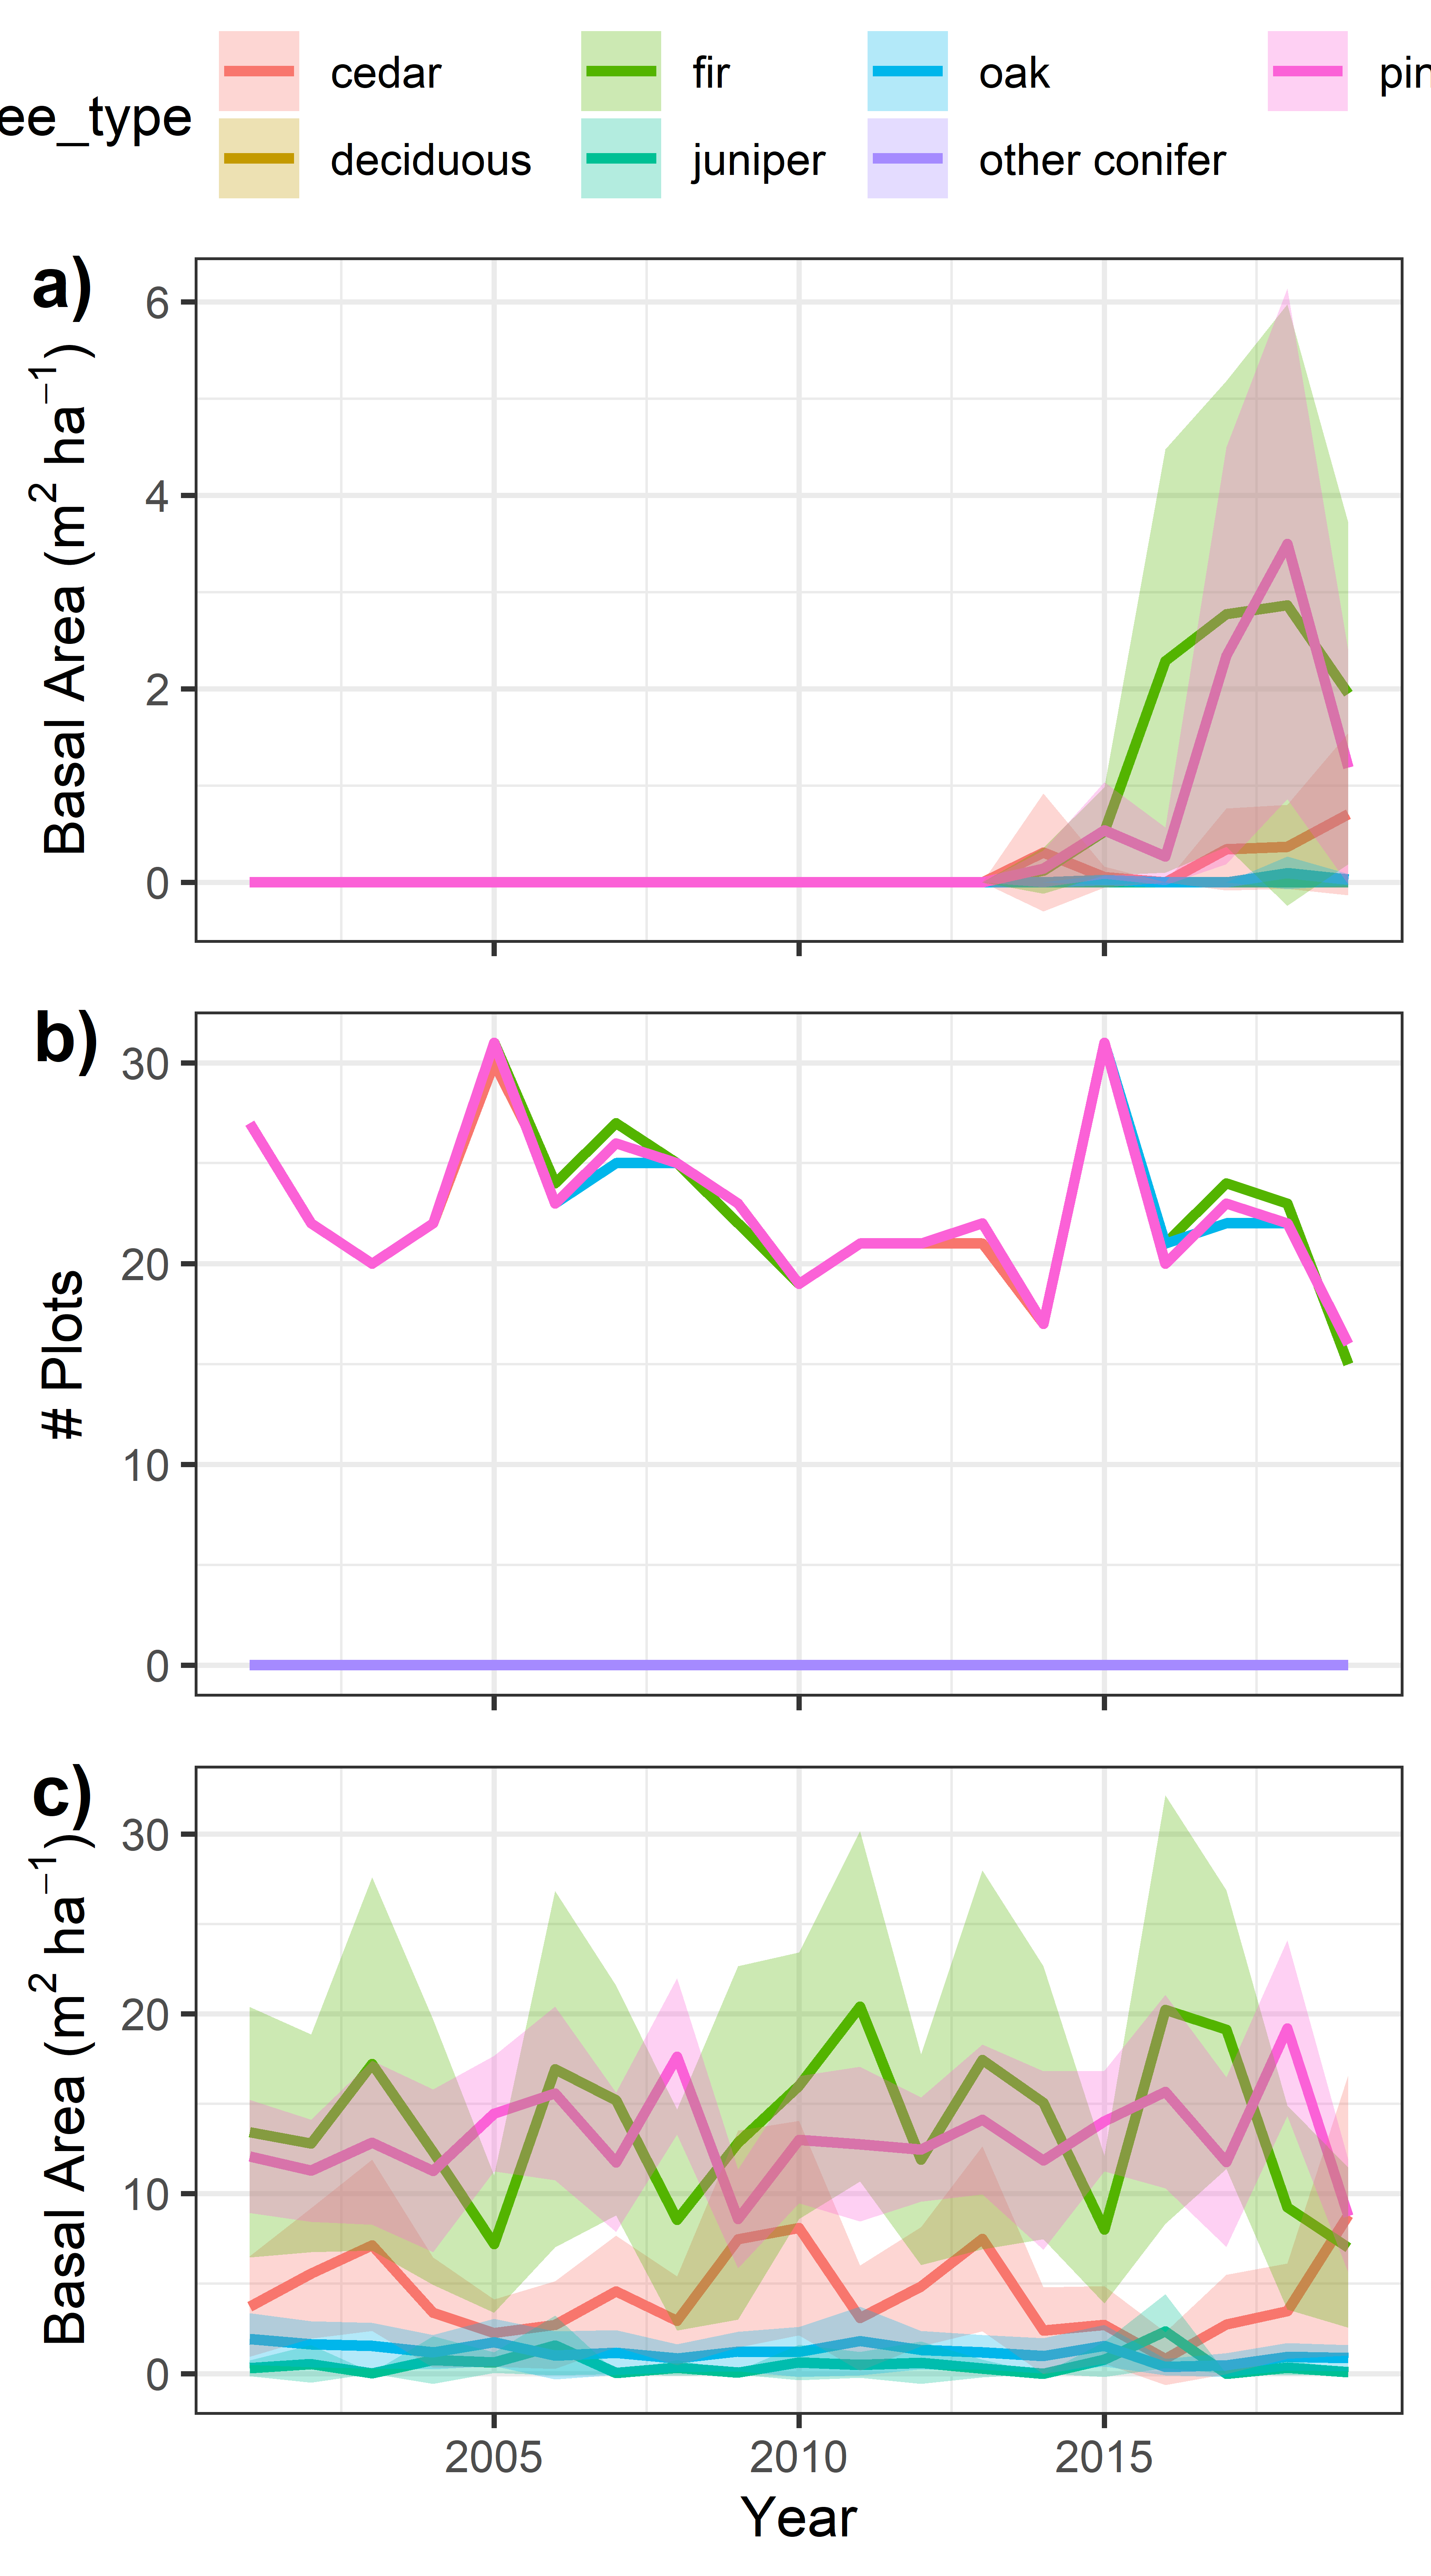 cedar fir oak pin
ee_type
deciduous juniper other conifer
a)
Basal Area (m² ha⁻¹)
6
4
2
0
b)
# Plots
30
20
10
0
c)
Basal Area (m² ha⁻¹)
30
20
10
0
2005 2010 2015
Year